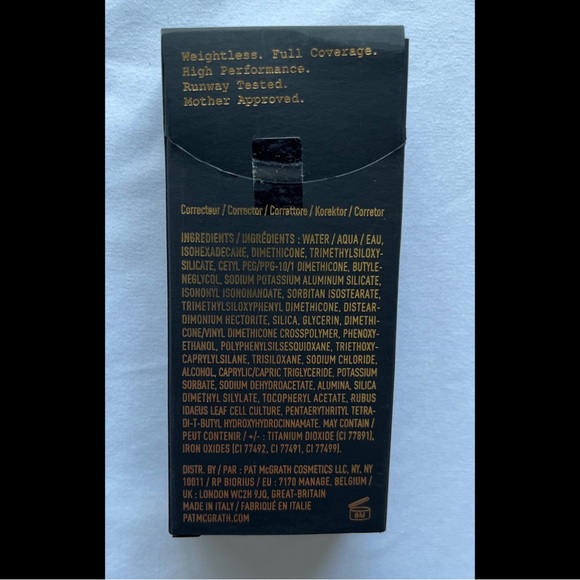 Weightless. Full Coverage.
High Performance.
Runway Tested.
Mother Approved.
Correcteur / Corrector / Correttore / Korektor / Corretor
INGREDIENTS / INGRÉDIENTS : WATER / AQUA / EAU,
ISOHEXADECANE, DIMETHICONE, TRIMETHYLSILOXY-
SILICATE, CETYL PEG/PPG-10/1 DIMETHICONE, BUTYLE-
NEGLYCOL, SODIUM POTASSIUM ALUMINUM SILICATE,
ISONONYL ISONONANOATE, SORBITAN ISOSTEARATE,
TRIMETHYLSILOXYPHENYL DIMETHICONE, DISTEAR-
DIMONIUM HECTORITE, SILICA, GLYCERIN, DIMETHI-
CONE/VINYL DIMETHICONE CROSSPOLYMER, PHENOXY-
ETHANOL, POLYPHENYLSILSESQUIOXANE, TRIETHOXY-
CAPRYLYLSILANE, TRISILOXANE, SODIUM CHLORIDE,
ALCOHOL, CAPRYLIC/CAPRIC TRIGLYCERIDE, POTASSIUM
SORBATE, SODIUM DEHYDROACETATE, ALUMINA, SILICA
DIMETHYL SILYLATE, TOCOPHERYL ACETATE, RUBUS
IDAEUS LEAF CELL CULTURE, PENTAERYTHRITYL TETRA-
DI-T-BUTYL HYDROXYHYDROCINNAMATE. MAY CONTAIN /
PEUT CONTENIR / +/- : TITANIUM DIOXIDE (CI 77891),
IRON OXIDES (CI 77492, CI 77491, CI 77499).
DISTR. BY / PAR : PAT McGRATH COSMETICS LLC, NY, NY
10011 / RP BIORIUS / EU : 7170 MANAGE, BELGIUM /
UK : LONDON WC2H 9JQ, GREAT-BRITAIN
MADE IN ITALY / FABRIQUÉ EN ITALIE
PATMCGRATH.COM
6M